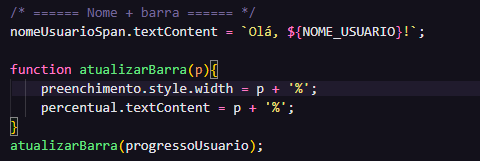 /* ====== Nome + barra ====== */
nomeUsuarioSpan.textContent = `Olá, ${NOME_USUARIO}!`;
function atualizarBarra(p){
preenchimento.style.width = p + '%';
percentual.textContent = p + '%';
}
atualizarBarra(progressoUsuario);